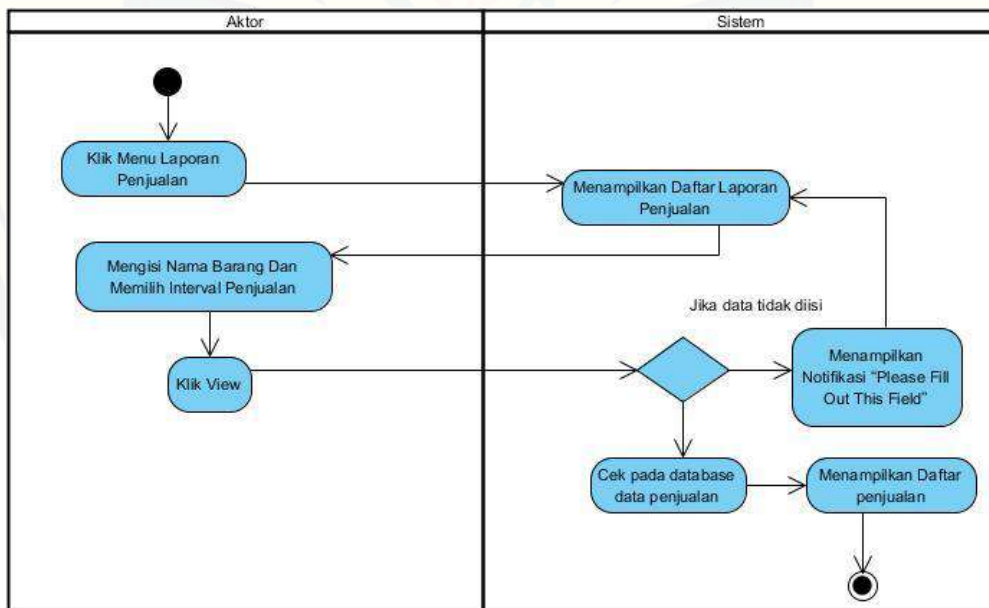 Aktor
Sistem
Klik Menu Laporan
Penjualan
Menampilkan Daftar Laporan
Penjualan
Mengisi Nama Barang Dan
Memilih Interval Penjualan
Jika data tidak diisi
Klik View
Menampilkan
Notifikasi “Please Fill
Out This Field”
Cek pada database
data penjualan
Menampilkan Daftar
penjualan